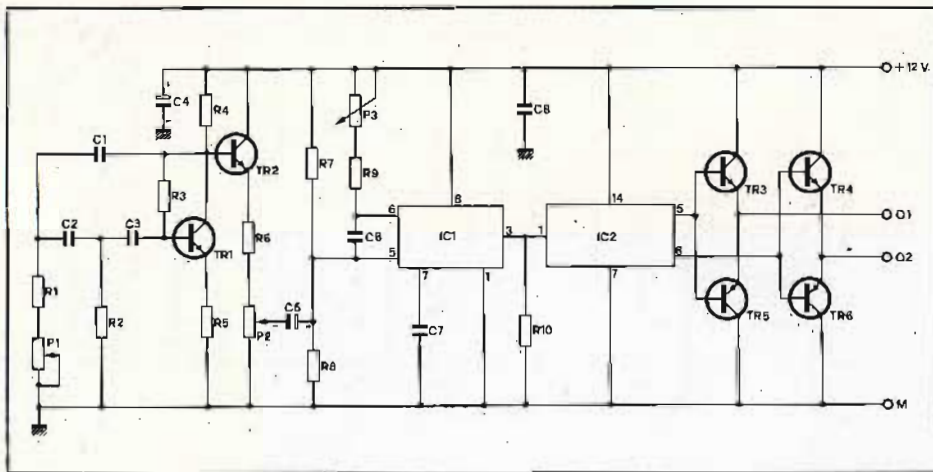 +12 V.
C4
R4
P3
C8
C1
TR2
R7
R3
R9
TR3
TR4
6
8
14
5
O1
C2
C3
TR1
R6
C6
IC1
3
1
IC2
6
O2
5
7
1
7
R1
R2
R5
P2
C5
C7
R10
TR5
TR6
P1
R8
M